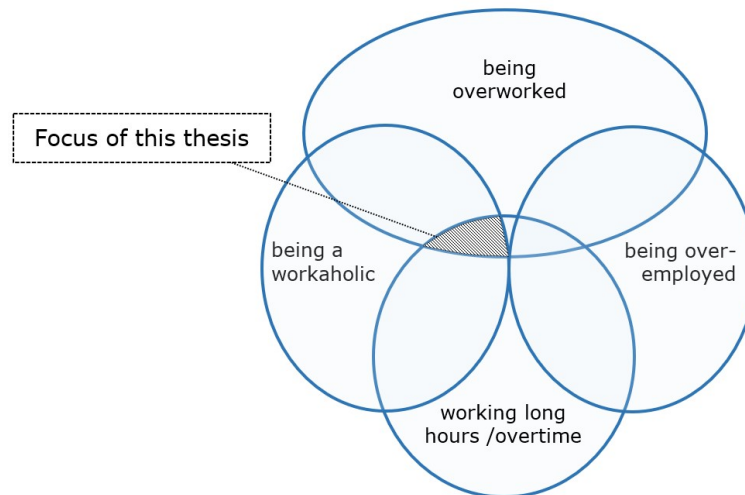 being
overworked
Focus of this thesis
being a
workaholic
being over-
employed
working long
hours /overtime